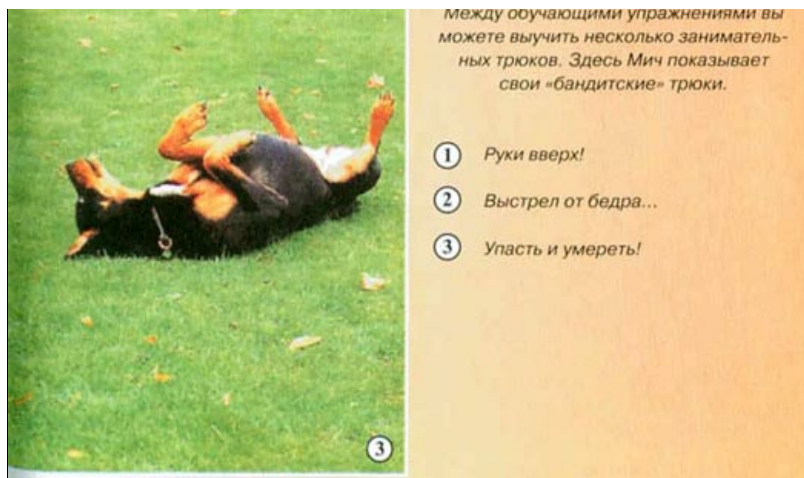 Между обучающими упражнениями вы
можете выучить несколько заниматель-
ных трюков. Здесь Мич показывает
свои «бандитские» трюки.
1 Руки вверх!
2 Выстрел от бедра...
3 Упасть и умереть!
3